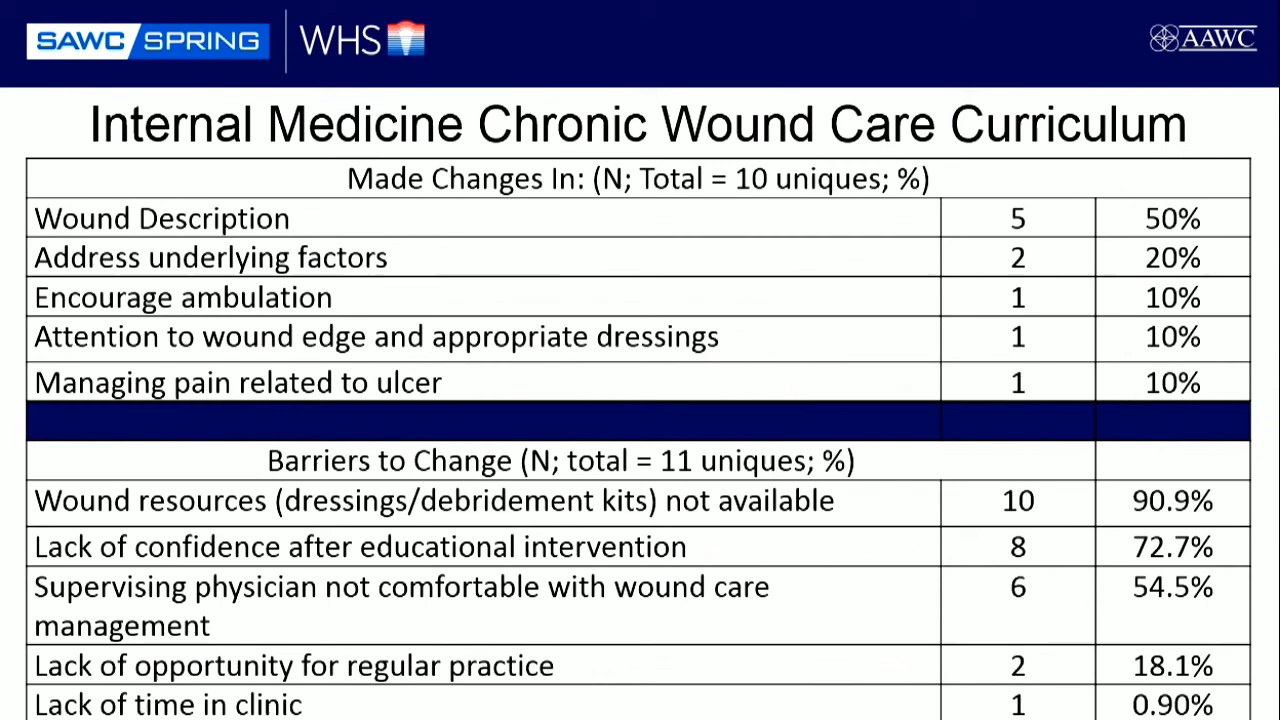 SAWC/SPRING WHS AAWC
Internal Medicine Chronic Wound Care Curriculum
Made Changes In: (N; Total = 10 uniques; %)
Wound Description 5 50%
Address underlying factors 2 20%
Encourage ambulation 1 10%
Attention to wound edge and appropriate dressings 1 10%
Managing pain related to ulcer 1 10%
Barriers to Change (N; total = 11 uniques; %)
Wound resources (dressings/debridement kits) not available 10 90.9%
Lack of confidence after educational intervention 8 72.7%
Supervising physician not comfortable with wound care 6 54.5%
management
Lack of opportunity for regular practice 2 18.1%
Lack of time in clinic 1 0.90%